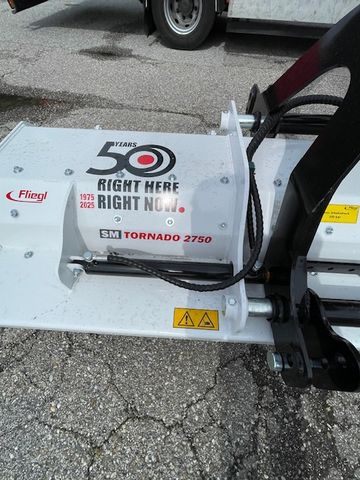 50 YEARS
RIGHT HERE
1975
2025
RIGHT NOW.
Fliegl
SM TORNADO 2750